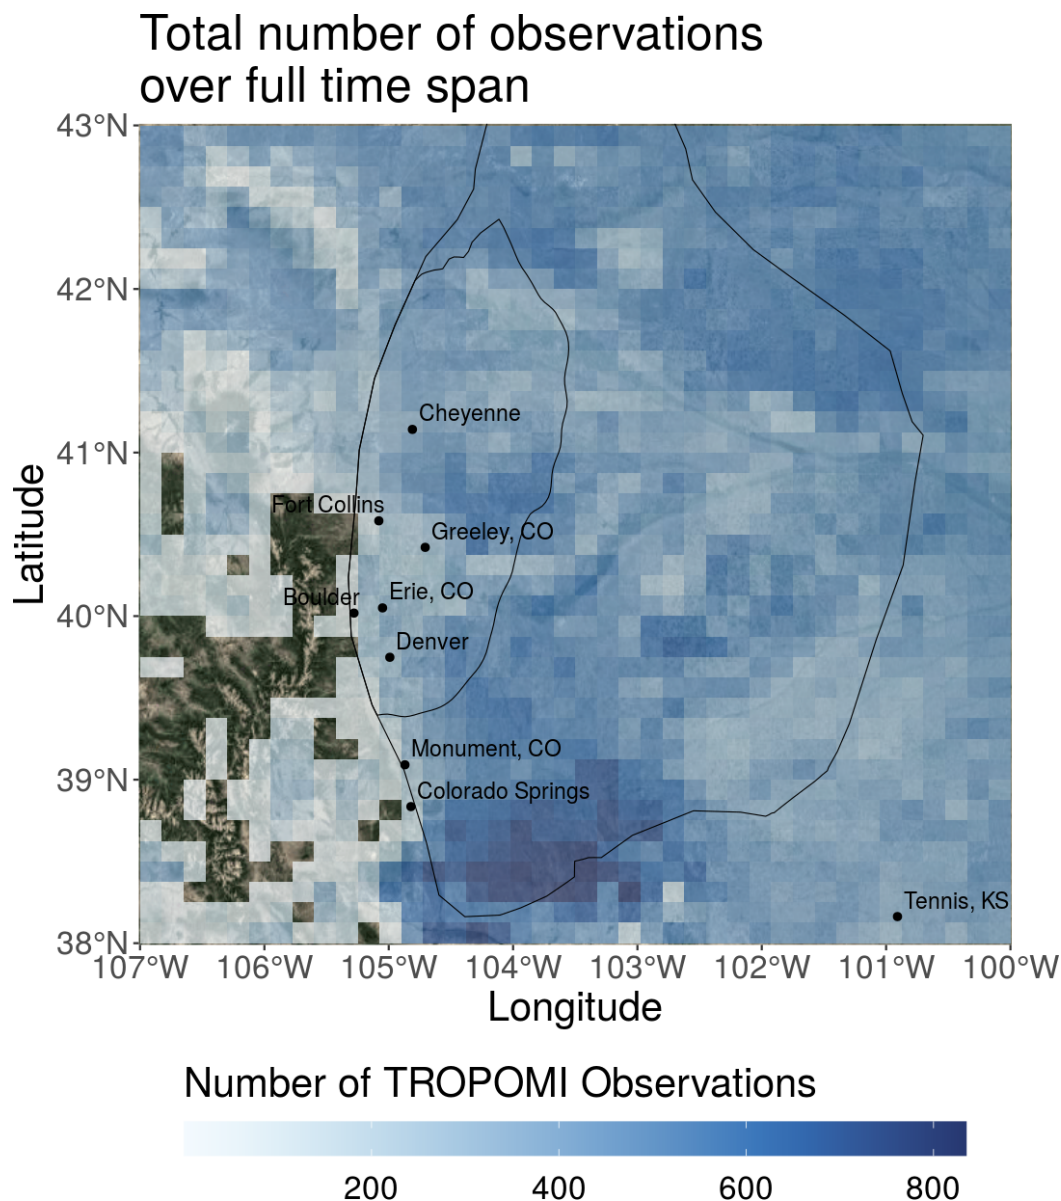 Total number of observations
over full time span
43°N
42°N
41°N
40°N
39°N
38°N
Latitude
Cheyenne
Fort Collins
Greeley, CO
Boulder
Erie, CO
Denver
Monument, CO
Colorado Springs
Tennis, KS
107°W 106°W 105°W 104°W 103°W 102°W 101°W 100°W
Longitude
Number of TROPOMI Observations
200 400 600 800